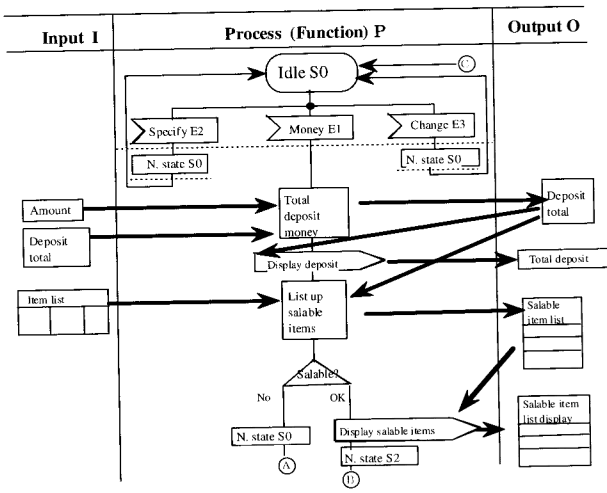 Input I
Process (Function) P
Output O
Idle S0
C
Specify E2
Money E1
Change E3
N. state S0
N. state S0
Amount
Total
deposit
money
Deposit
total
Deposit
total
Display deposit
Total deposit
Item list
List up
salable
items
Salable
item list
Salable?
No
OK
Salable item
list display
N. state S0
Display salable items
N. state S2
A
B